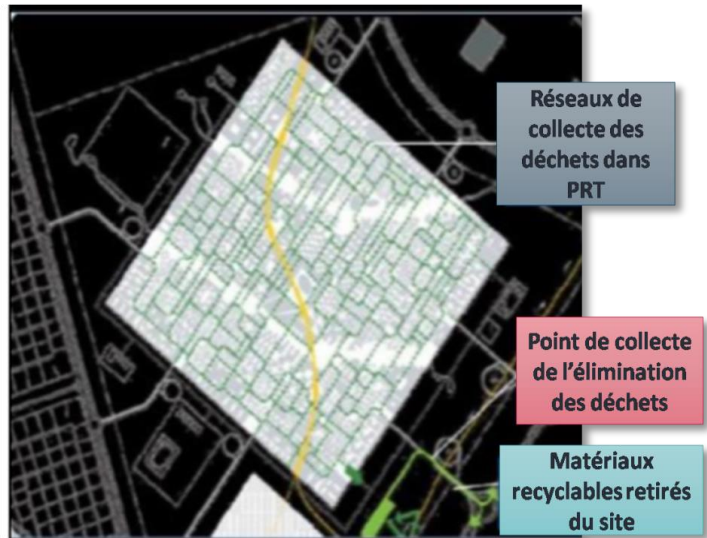 Réseaux de
collecte des
déchets dans
PRT
Point de collecte
de l'élimination
des déchets
Matériaux
recyclables retirés
du site